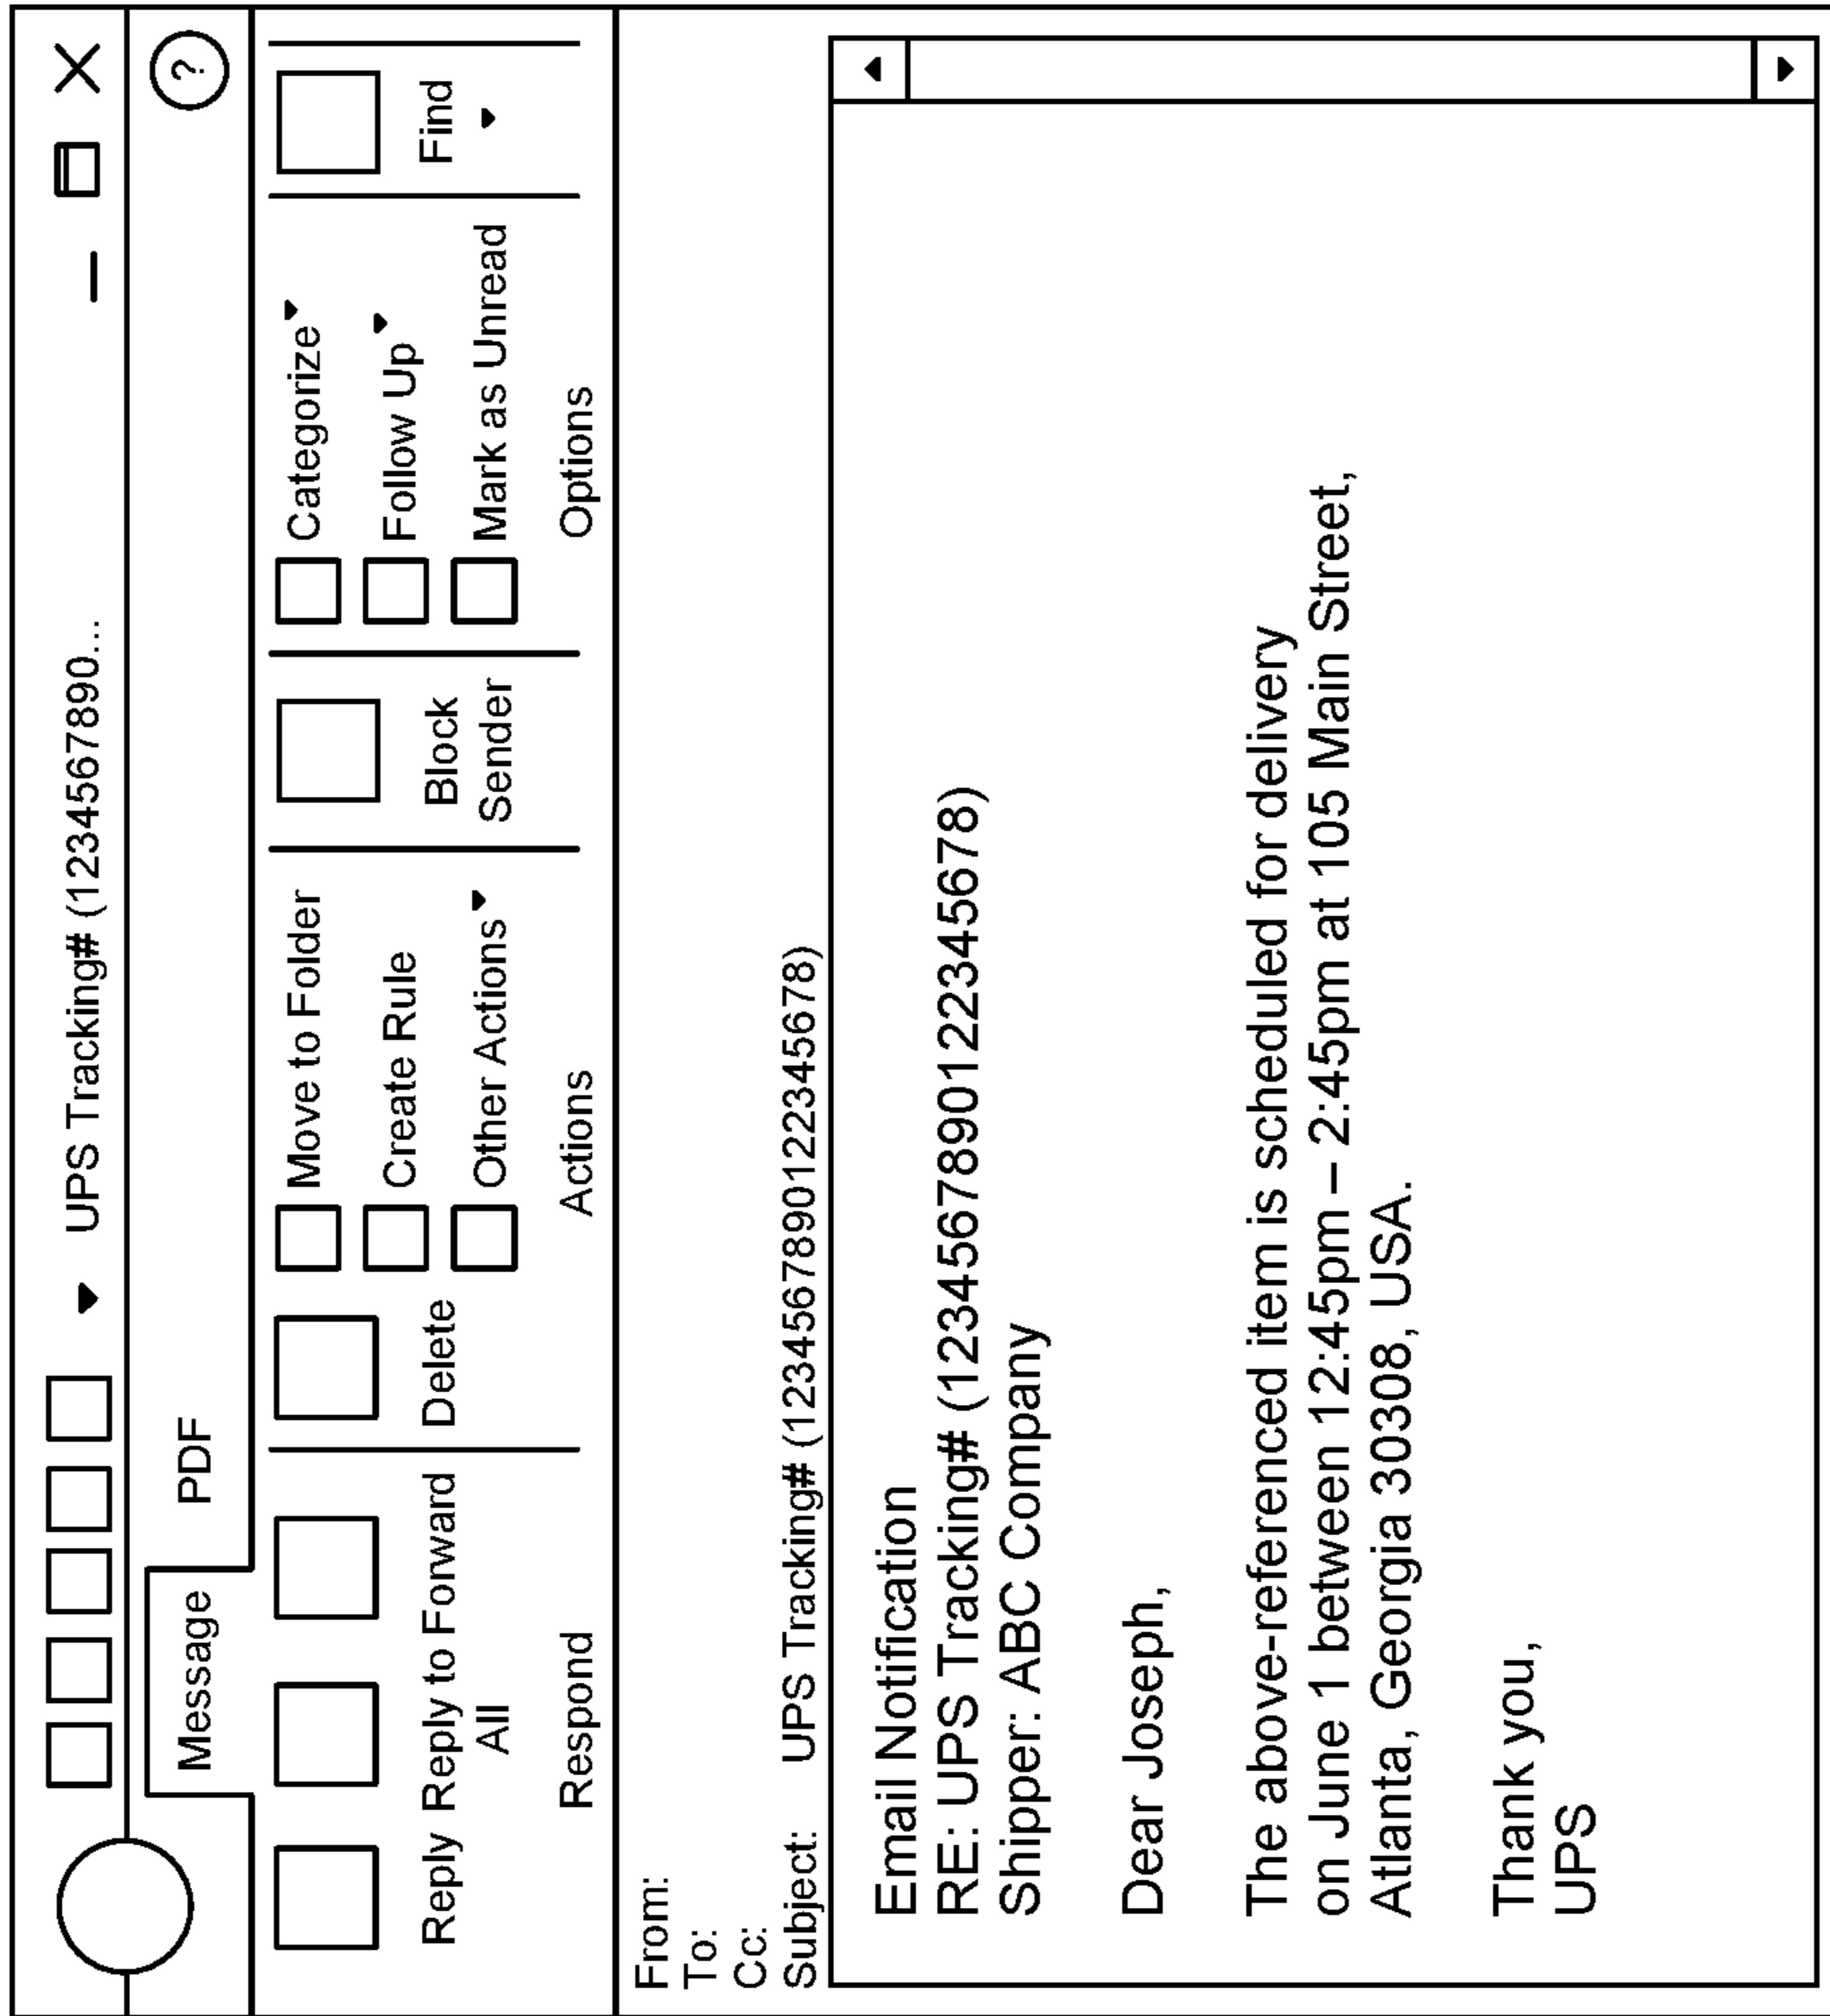 UPS Tracking# (1234567890...
Message PDF
?
Reply Reply to All Forward
Respond
Delete
Move to Folder
Create Rule
Other Actions
Actions
Block
Sender
Categorize
Follow Up
Mark as Unread
Options
Find
From:
To:
Cc:
Subject: UPS Tracking# (1234567890122345678)
Email Notification
RE: UPS Tracking# (1234567890122345678)
Shipper: ABC Company
Dear Joseph,
The above-referenced item is scheduled for delivery
on June 1 between 12:45pm – 2:45pm at 105 Main Street,
Atlanta, Georgia 30308, USA.
Thank you,
UPS